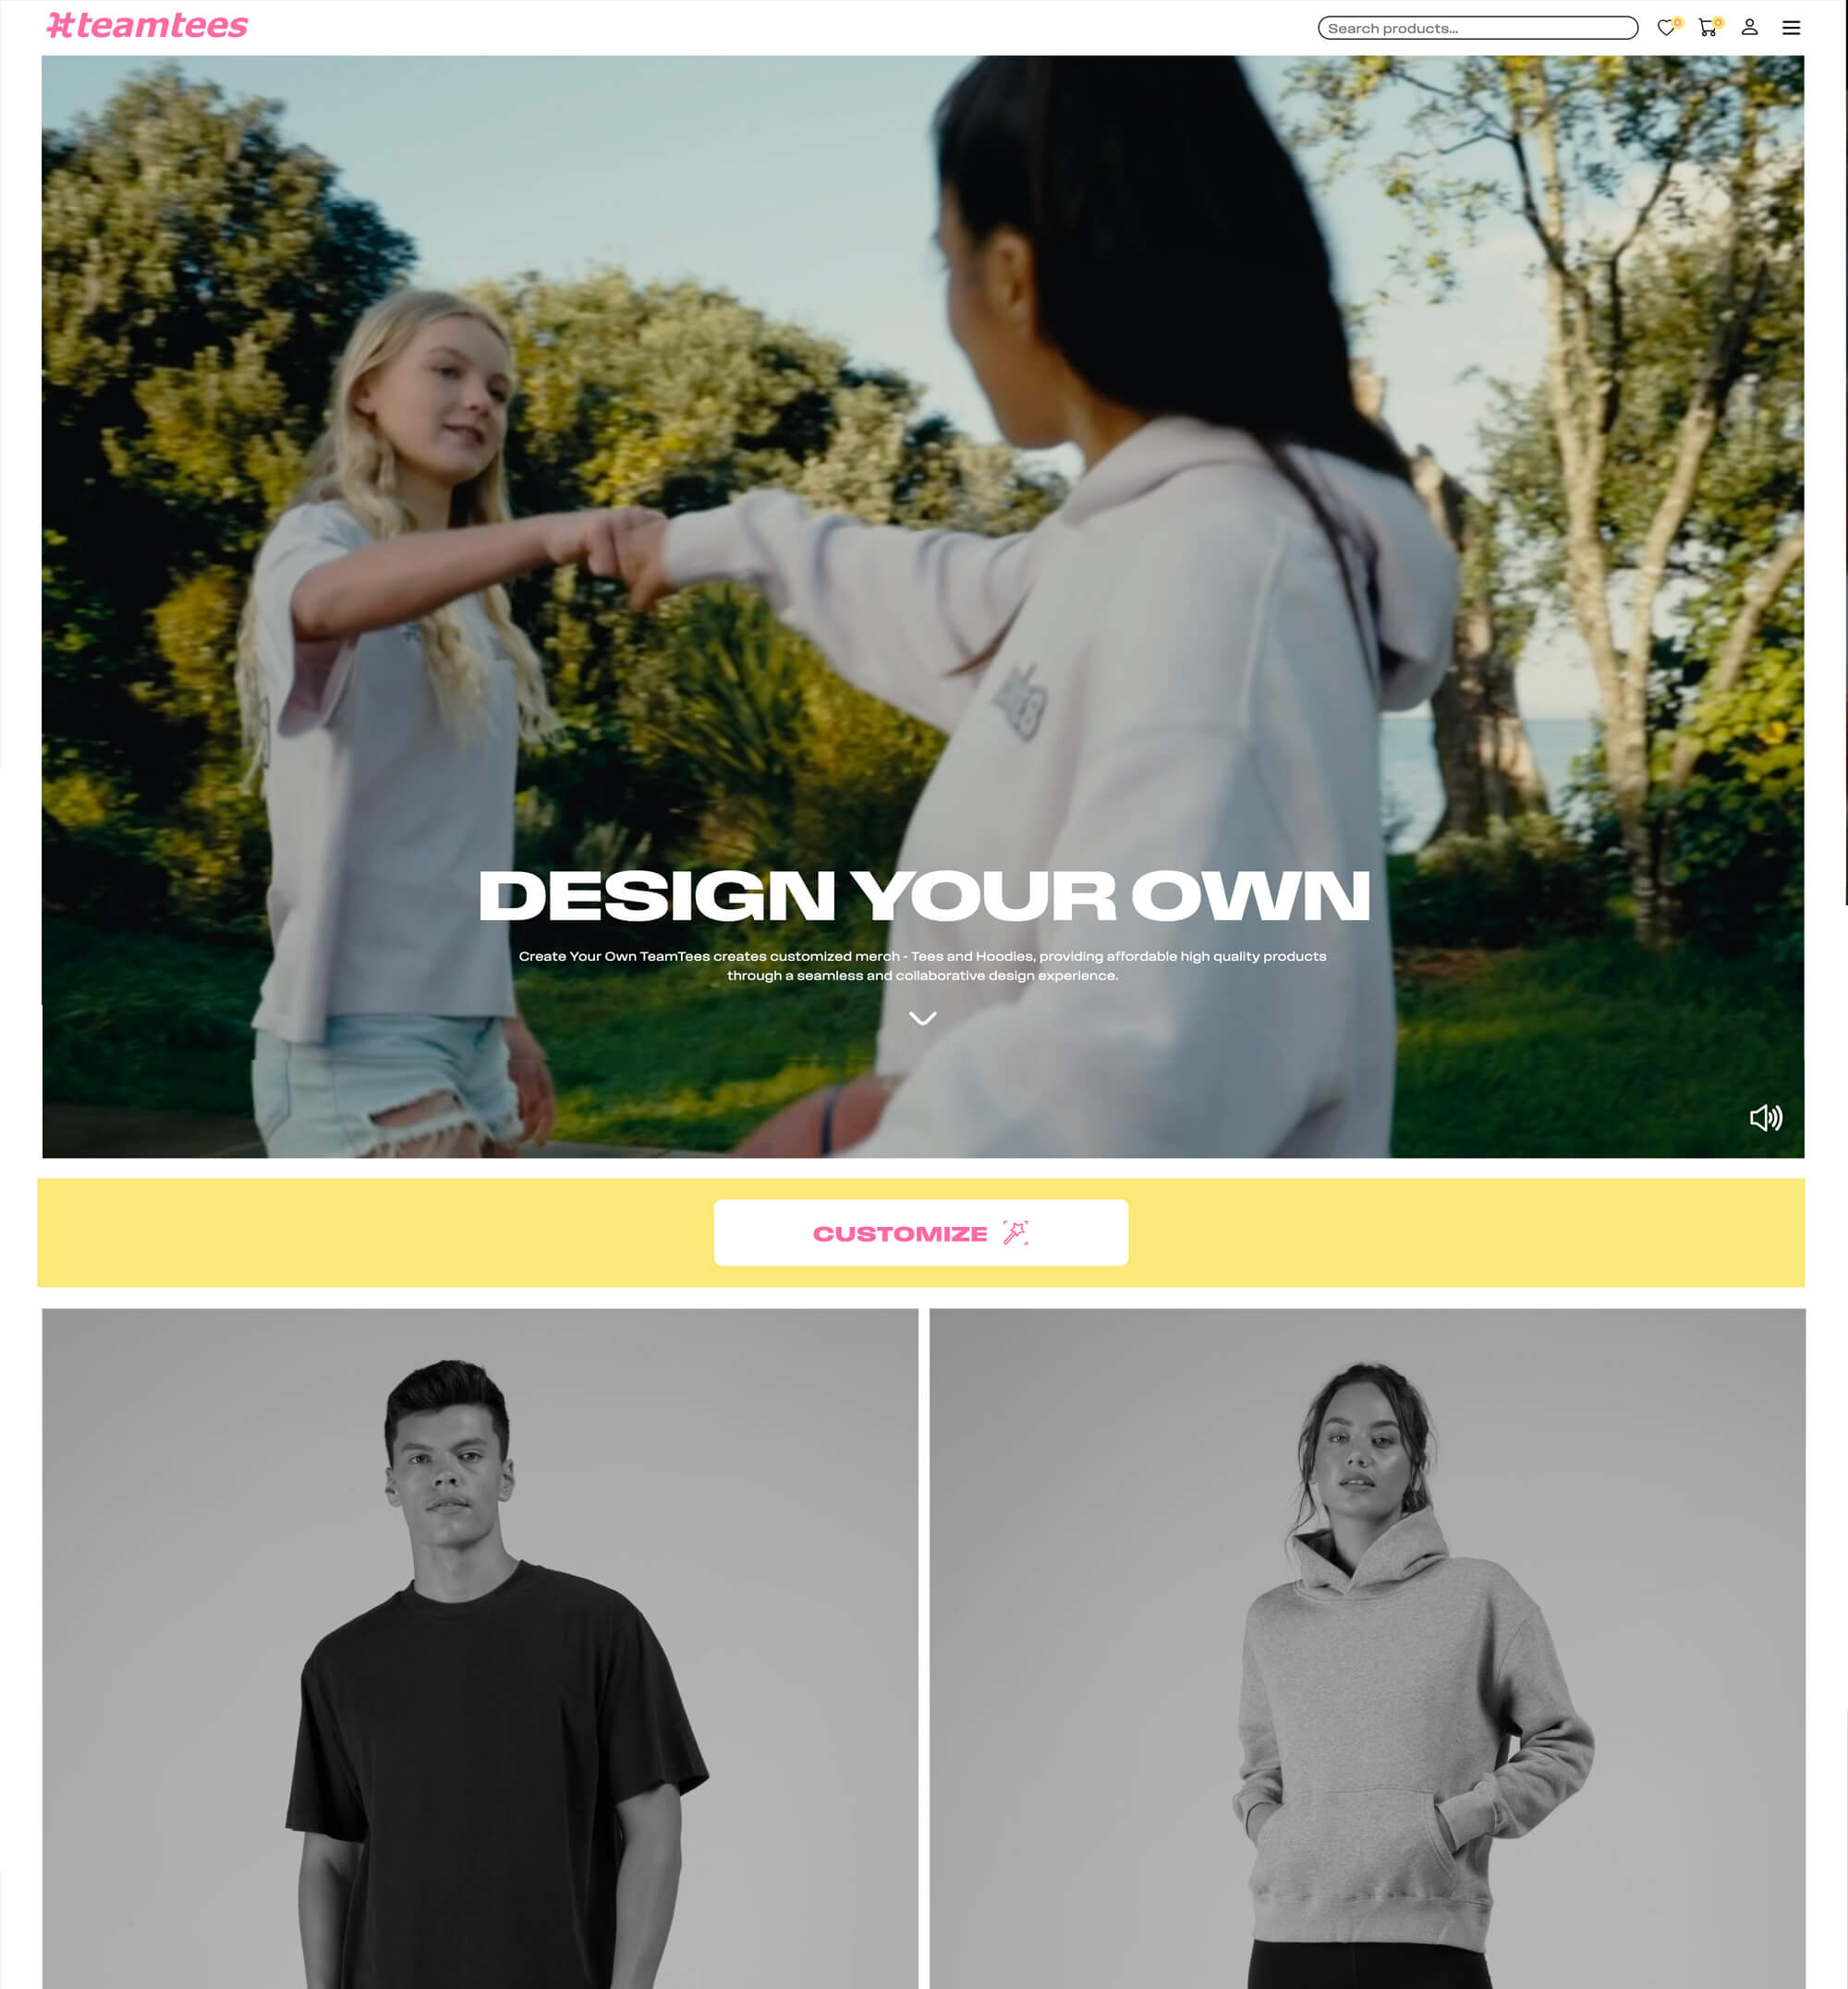 #teamtees
Search products...
0
0
DESIGN YOUR OWN
Create Your Own TeamTees creates customized merch - Tees and Hoodies, providing affordable high quality products
through a seamless and collaborative design experience.
CUSTOMIZE